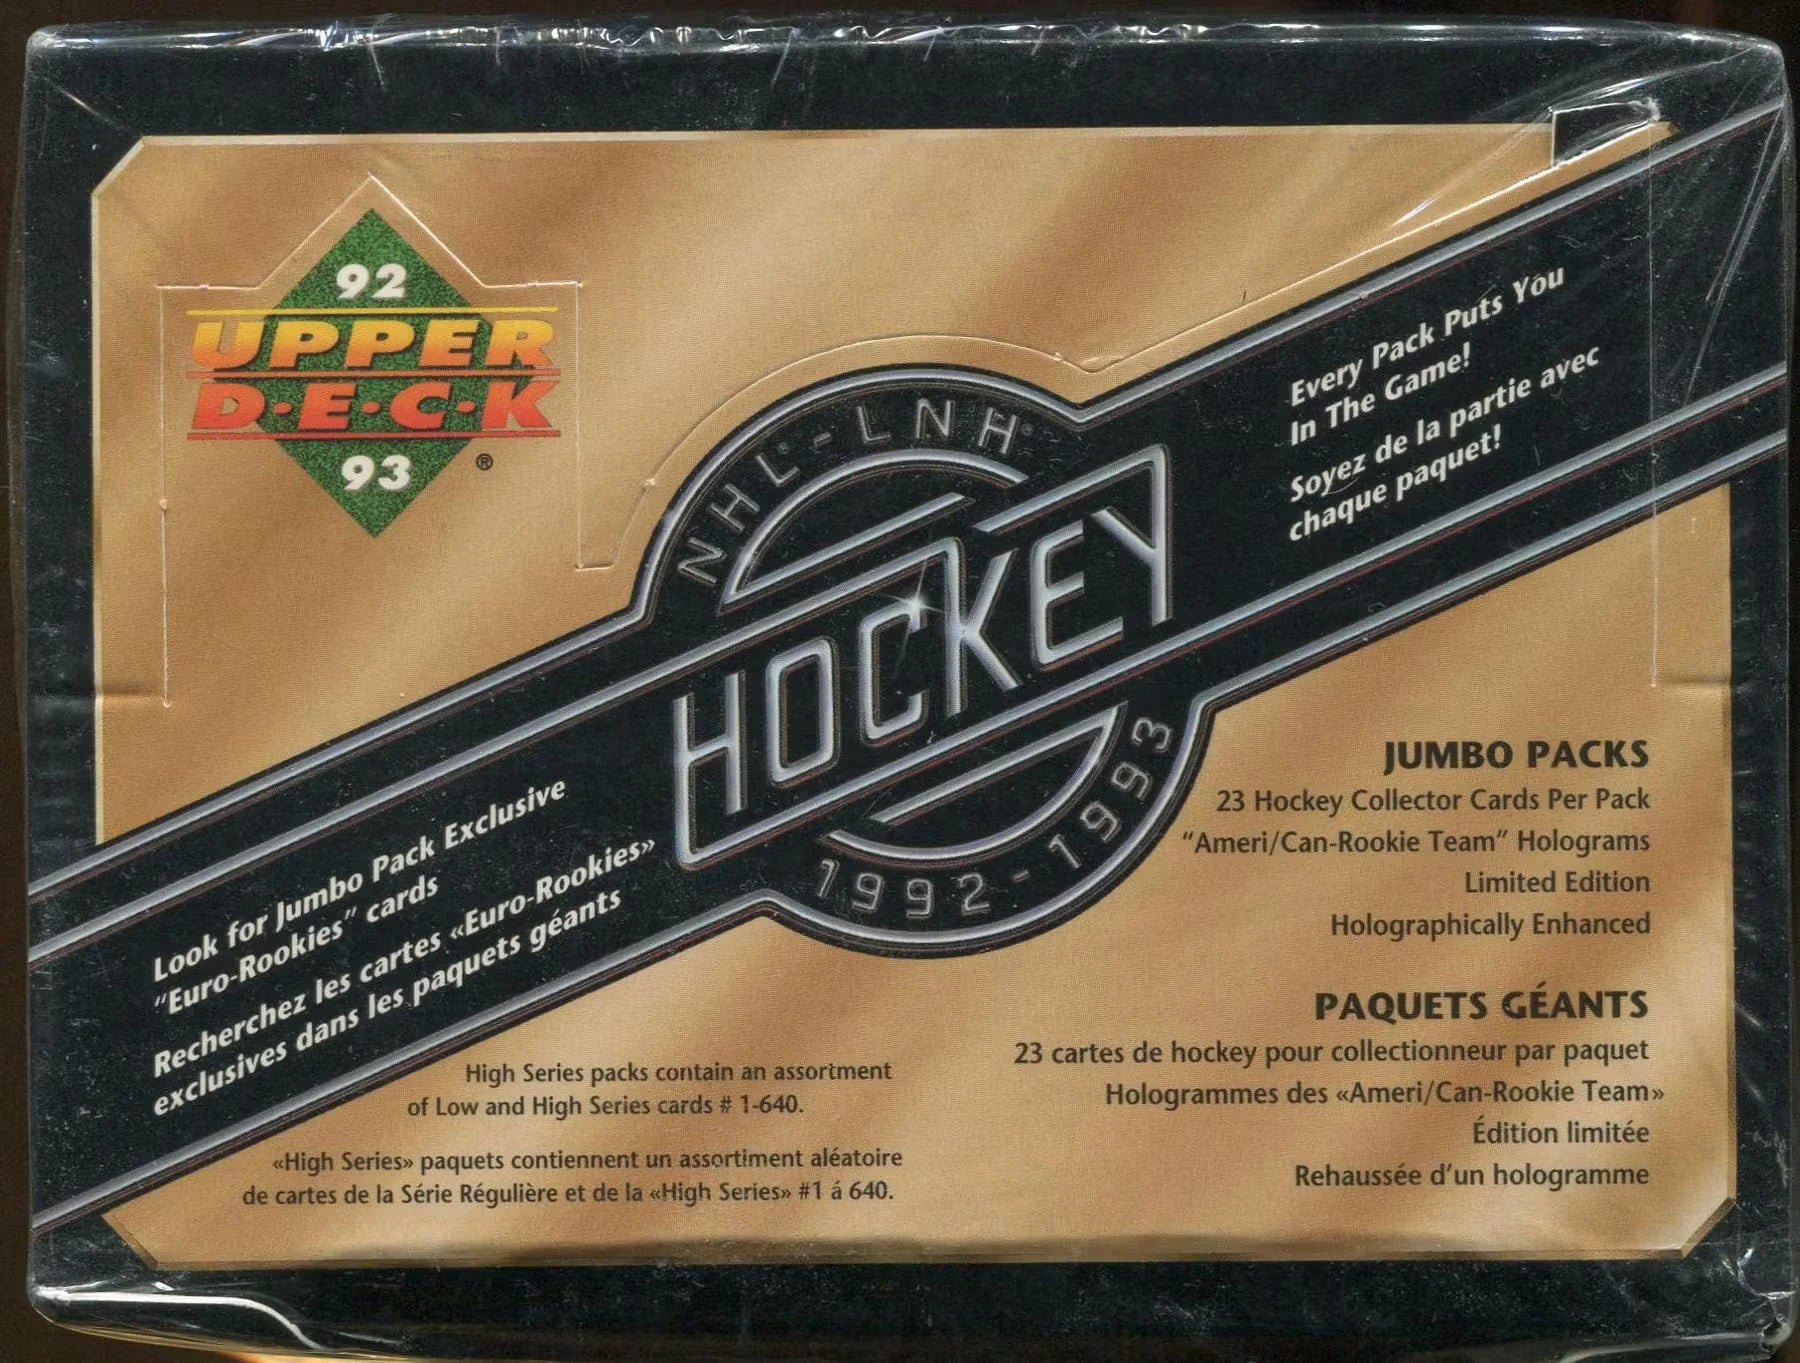 92
UPPER
D·E·C·K
93
®
NHL® - LNH®
HOCKEY
1992 - 1993
Every Pack Puts You
In The Game!
Soyez de la partie avec
chaque paquet!
Look for Jumbo Pack Exclusive
"Euro-Rookies" cards
Recherchez les cartes «Euro-Rookies»
exclusives dans les paquets géants
JUMBO PACKS
23 Hockey Collector Cards Per Pack
"Ameri/Can-Rookie Team" Holograms
Limited Edition
Holographically Enhanced
PAQUETS GÉANTS
23 cartes de hockey pour collectionneur par paquet
Hologrammes des «Ameri/Can-Rookie Team»
Édition limitée
Rehaussée d'un hologramme
High Series packs contain an assortment
of Low and High Series cards # 1-640.
«High Series» paquets contiennent un assortiment aléatoire
de cartes de la Série Régulière et de la «High Series» #1 á 640.